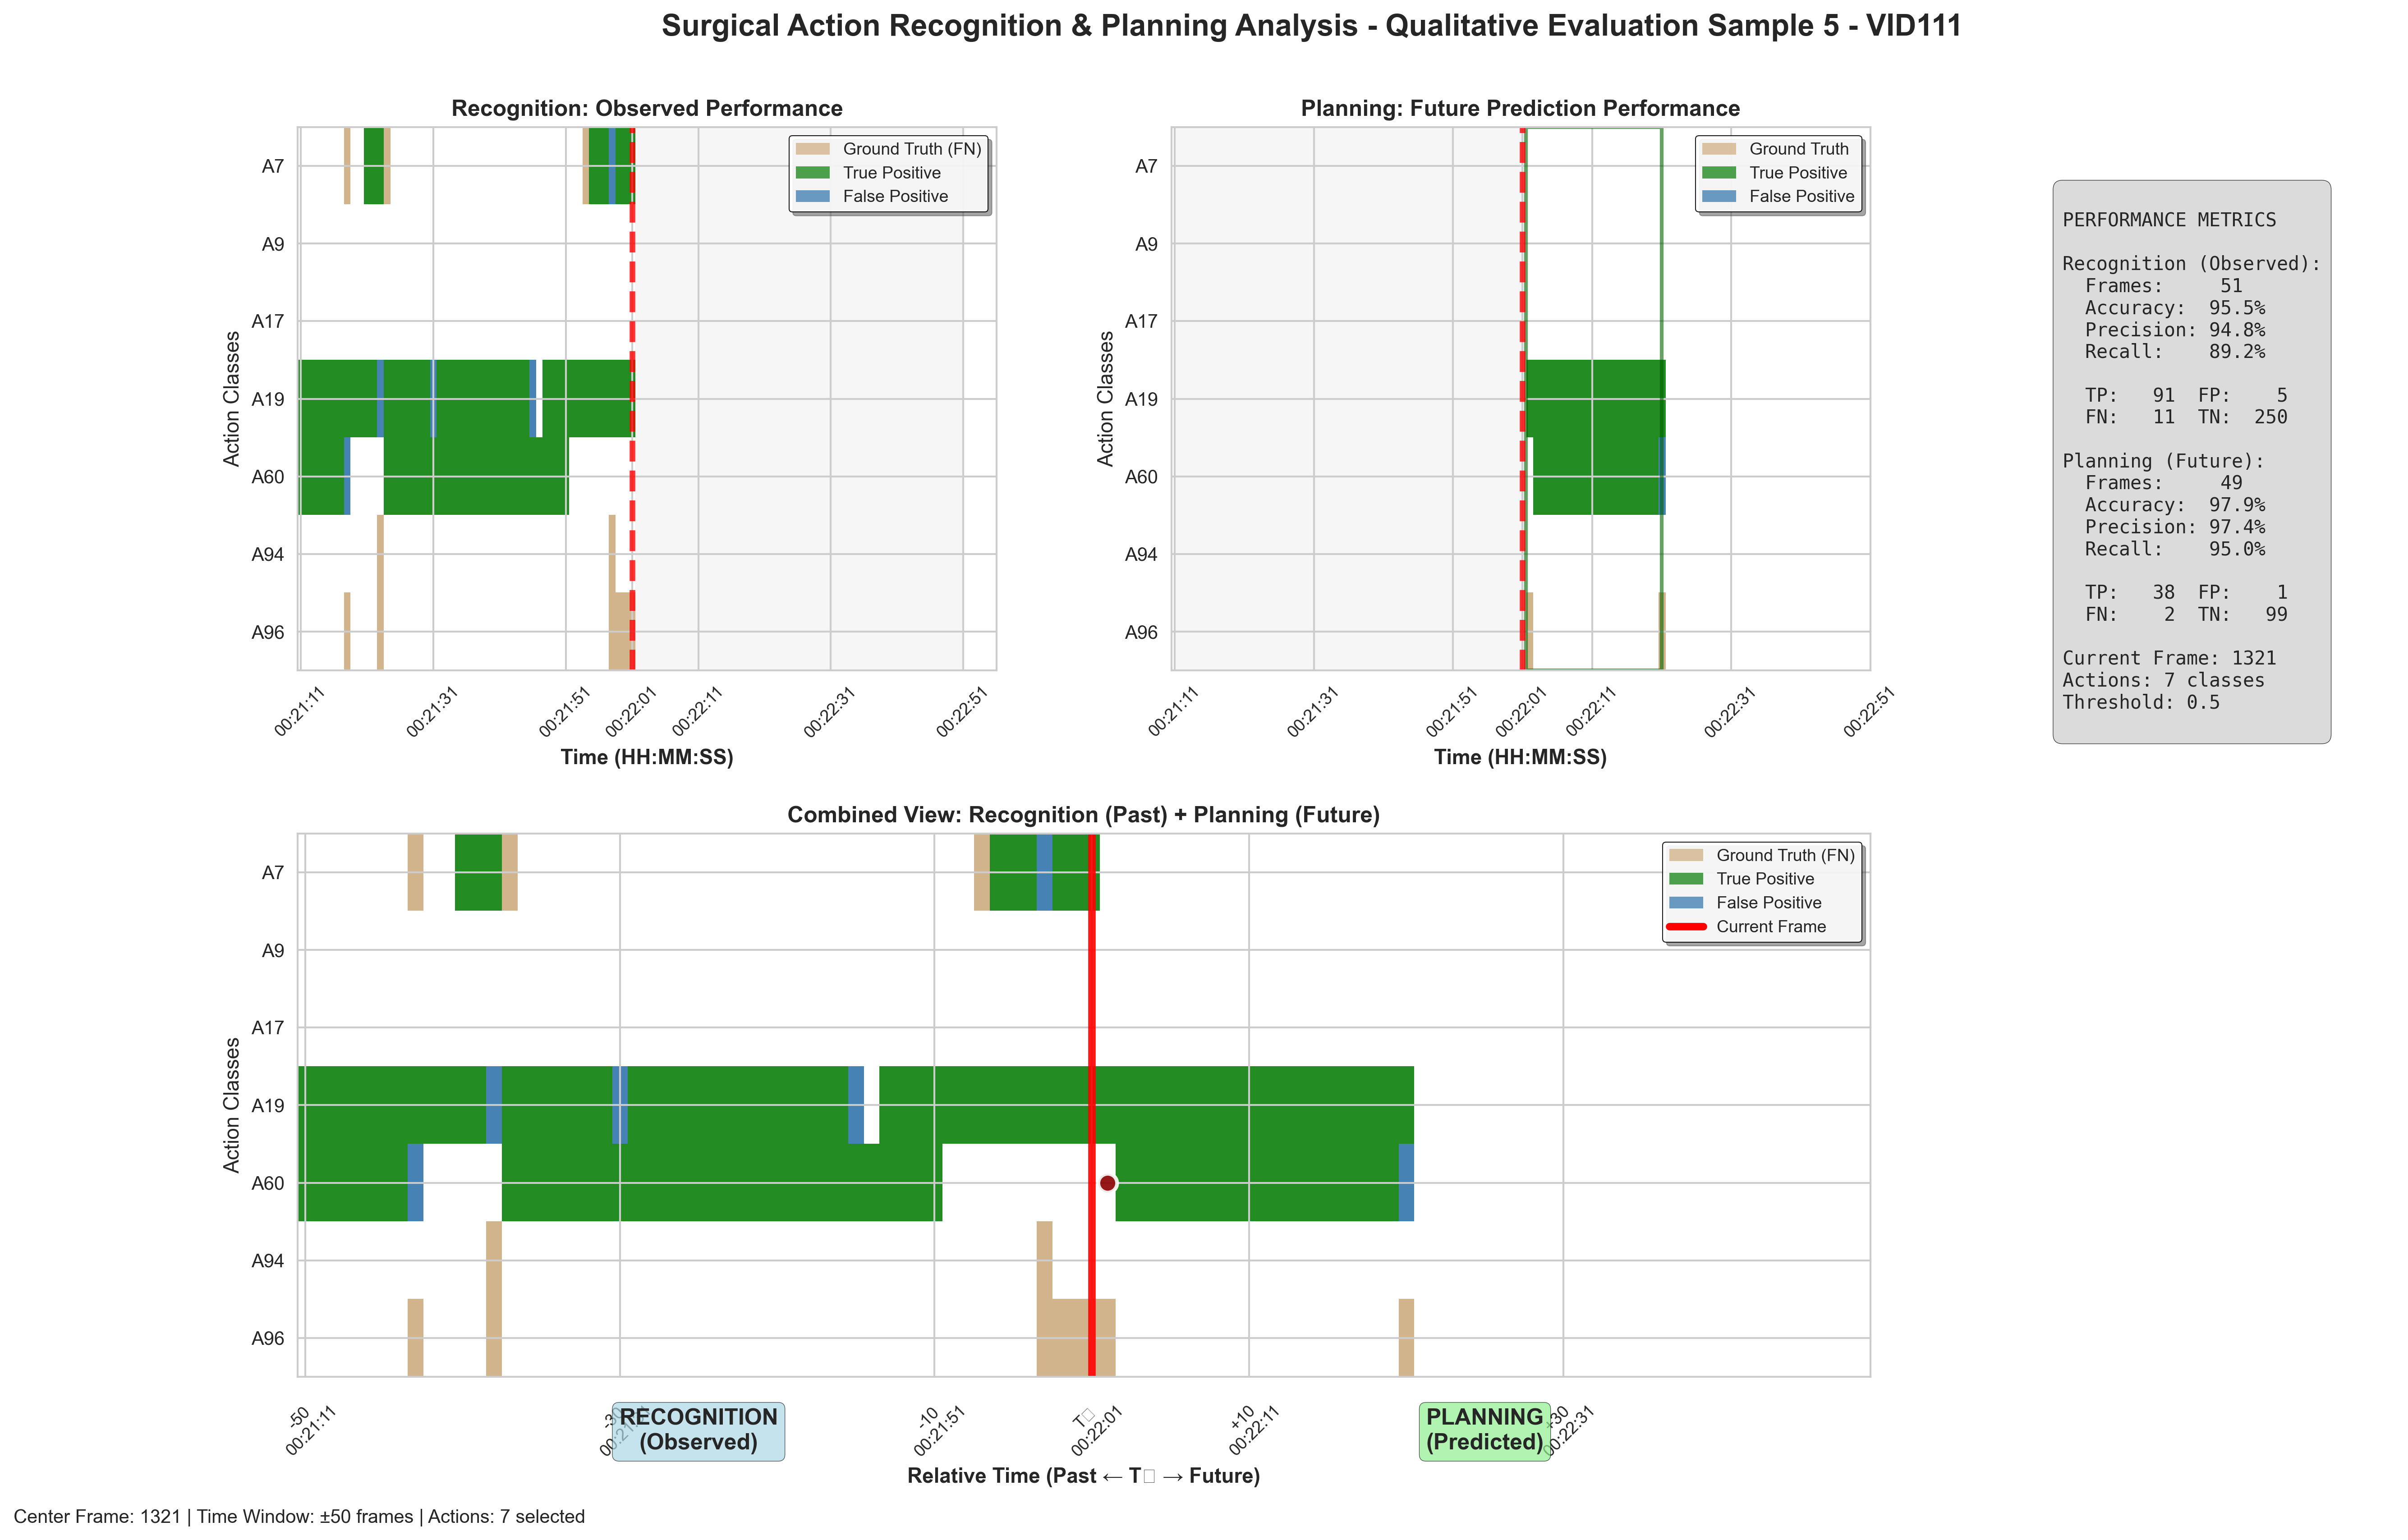 Surgical Action Recognition & Planning Analysis - Qualitative Evaluation Sample 5 - VID111
Recognition: Observed Performance
Ground Truth (FN)
True Positive
False Positive
Action Classes
A7
A9
A17
A19
A60
A94
A96
00:21:11
00:21:31
00:21:51
00:22:01
00:22:11
00:22:31
00:22:51
Time (HH:MM:SS)
Planning: Future Prediction Performance
Ground Truth
True Positive
False Positive
Action Classes
A7
A9
A17
A19
A60
A94
A96
00:21:11
00:21:31
00:21:51
00:22:01
00:22:11
00:22:31
00:22:51
Time (HH:MM:SS)
PERFORMANCE METRICS
Recognition (Observed):
Frames: 51
Accuracy: 95.5%
Precision: 94.8%
Recall: 89.2%
TP: 91 FP: 5
FN: 11 TN: 250
Planning (Future):
Frames: 49
Accuracy: 97.9%
Precision: 97.4%
Recall: 95.0%
TP: 38 FP: 1
FN: 2 TN: 99
Current Frame: 1321
Actions: 7 classes
Threshold: 0.5
Combined View: Recognition (Past) + Planning (Future)
Ground Truth (FN)
True Positive
False Positive
Current Frame
Action Classes
A7
A9
A17
A19
A60
A94
A96
-50
00:21:11
-10
00:21:51
T□
00:22:01
+10
00:22:11
+30
00:22:31
RECOGNITION
(Observed)
PLANNING
(Predicted)
Relative Time (Past ← T□ → Future)
Center Frame: 1321 | Time Window: ±50 frames | Actions: 7 selected